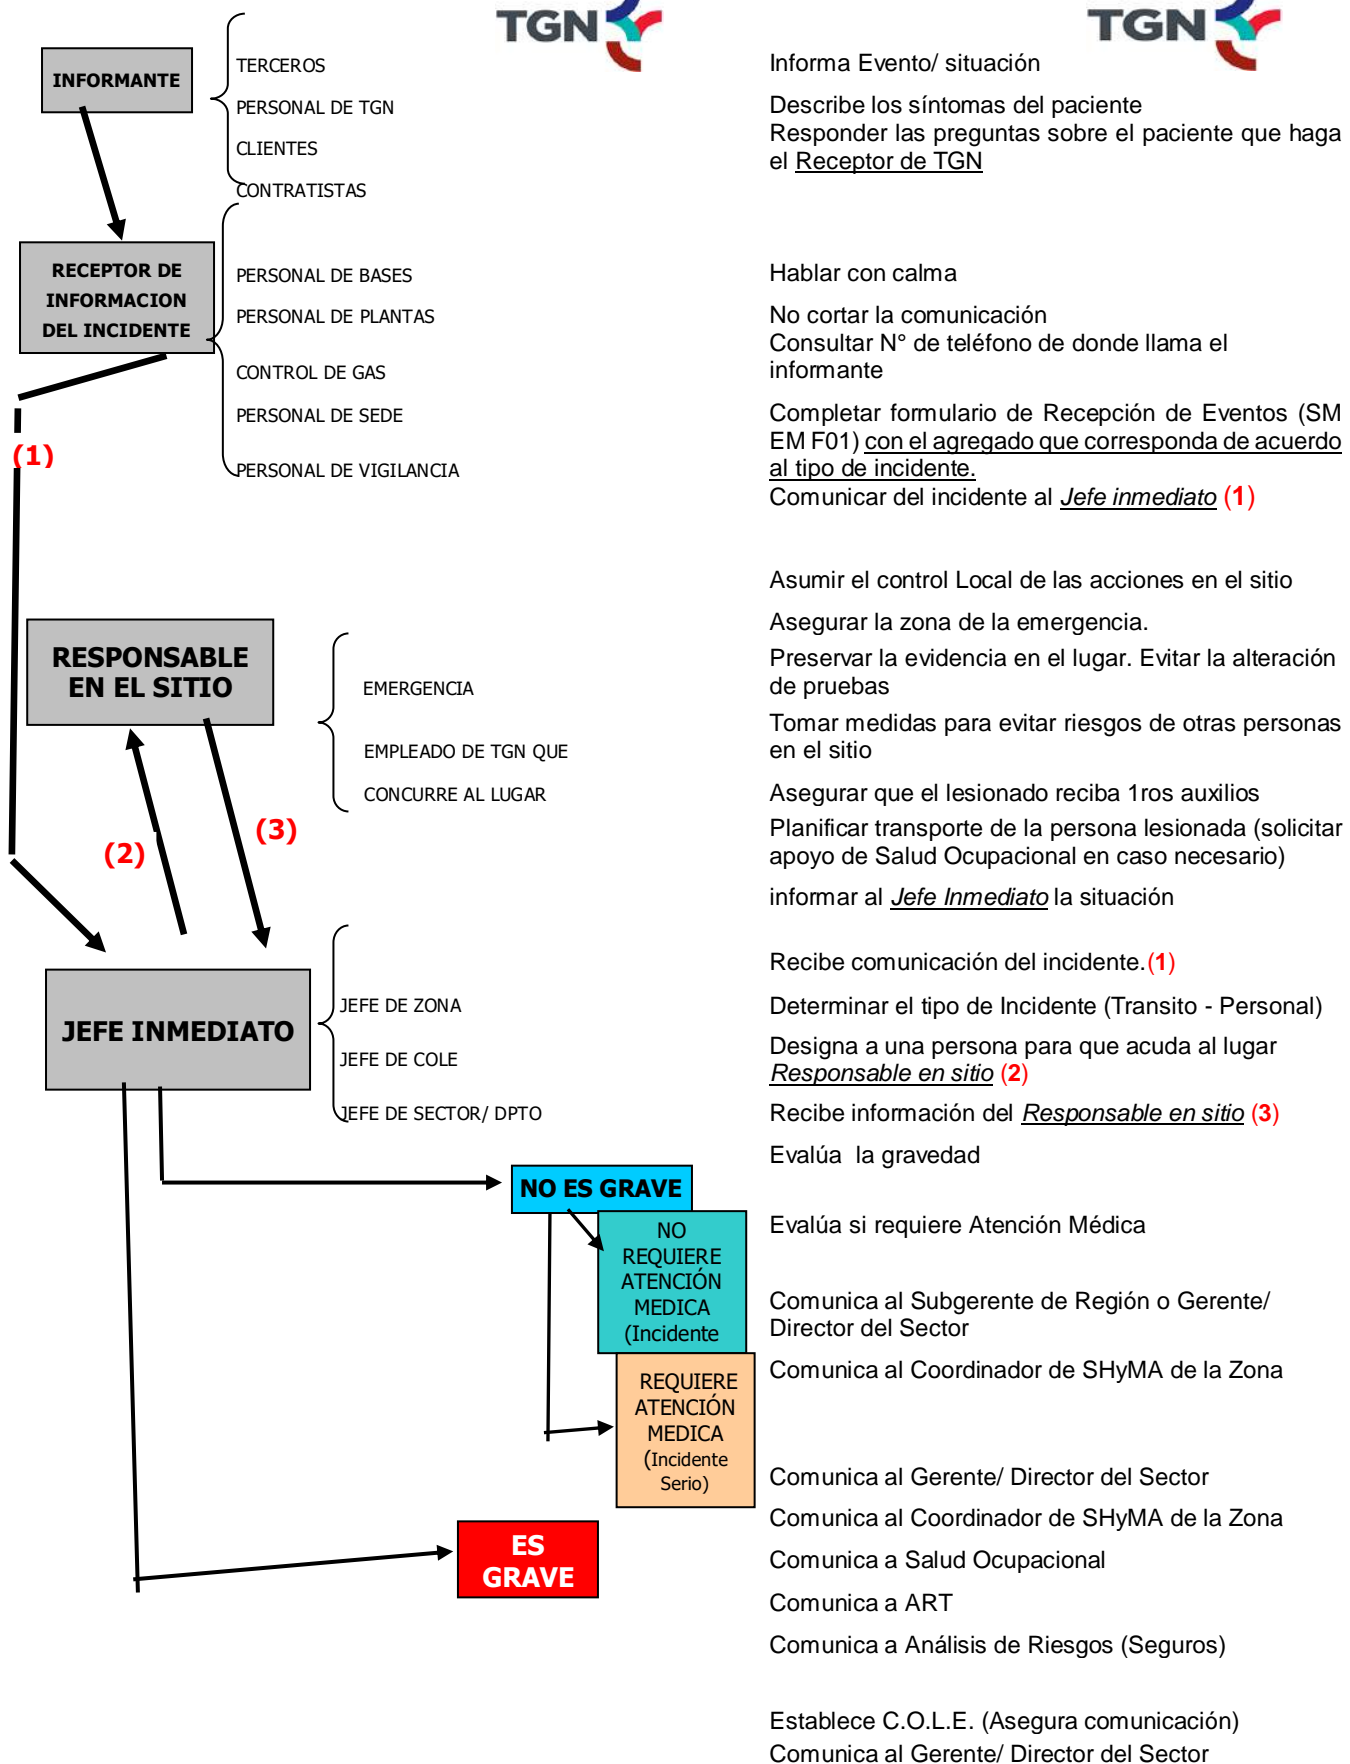 TGN
TGN
INFORMANTE
TERCEROS
PERSONAL DE TGN
CLIENTES
CONTRATISTAS
Informa Evento/ situación
Describe los síntomas del paciente
Responder las preguntas sobre el paciente que haga
el Receptor de TGN
RECEPTOR DE
INFORMACION
DEL INCIDENTE
PERSONAL DE BASES
PERSONAL DE PLANTAS
CONTROL DE GAS
PERSONAL DE SEDE
PERSONAL DE VIGILANCIA
(1)
Hablar con calma
No cortar la comunicación
Consultar N° de teléfono de donde llama el
informante
Completar formulario de Recepción de Eventos (SM
EM F01) con el agregado que corresponda de acuerdo
al tipo de incidente.
Comunicar del incidente al Jefe inmediato (1)
RESPONSABLE
EN EL SITIO
EMERGENCIA
EMPLEADO DE TGN QUE
CONCURRE AL LUGAR
(2)
(3)
Asumir el control Local de las acciones en el sitio
Asegurar la zona de la emergencia.
Preservar la evidencia en el lugar. Evitar la alteración
de pruebas
Tomar medidas para evitar riesgos de otras personas
en el sitio
Asegurar que el lesionado reciba 1ros auxilios
Planificar transporte de la persona lesionada (solicitar
apoyo de Salud Ocupacional en caso necesario)
informar al Jefe Inmediato la situación
JEFE INMEDIATO
JEFE DE ZONA
JEFE DE COLE
JEFE DE SECTOR/ DPTO
Recibe comunicación del incidente.(1)
Determinar el tipo de Incidente (Transito - Personal)
Designa a una persona para que acuda al lugar
Responsable en sitio (2)
Recibe información del Responsable en sitio (3)
Evalúa la gravedad
NO ES GRAVE
NO
REQUIERE
ATENCIÓN
MEDICA
(Incidente
Evalúa si requiere Atención Médica
Comunica al Subgerente de Región o Gerente/
Director del Sector
Comunica al Coordinador de SHyMA de la Zona
REQUIERE
ATENCIÓN
MEDICA
(Incidente
Serio)
Comunica al Gerente/ Director del Sector
Comunica al Coordinador de SHyMA de la Zona
Comunica a Salud Ocupacional
Comunica a ART
Comunica a Análisis de Riesgos (Seguros)
ES
GRAVE
Establece C.O.L.E. (Asegura comunicación)
Comunica al Gerente/ Director del Sector